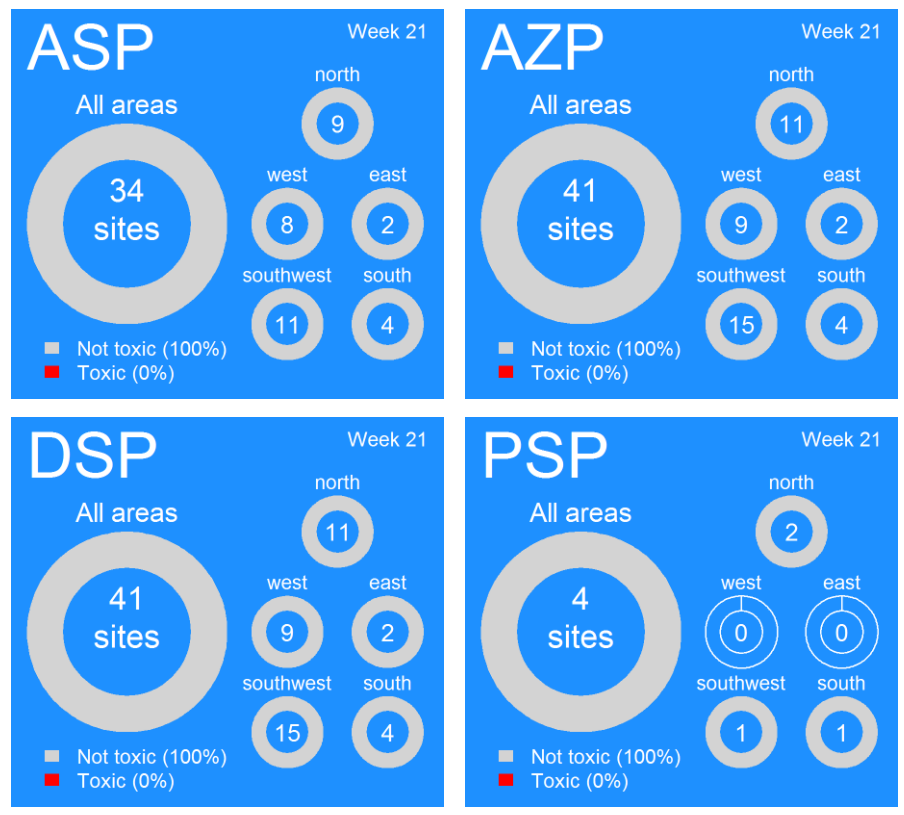 ASP
Week 21
All areas
34
sites
north
9
west
8
east
2
southwest
11
south
4
Not toxic (100%)
Toxic (0%)
AZP
Week 21
All areas
41
sites
north
11
west
9
east
2
southwest
15
south
4
Not toxic (100%)
Toxic (0%)
DSP
Week 21
All areas
41
sites
north
11
west
9
east
2
southwest
15
south
4
Not toxic (100%)
Toxic (0%)
PSP
Week 21
All areas
4
sites
north
2
west
0
east
0
southwest
1
south
1
Not toxic (100%)
Toxic (0%)